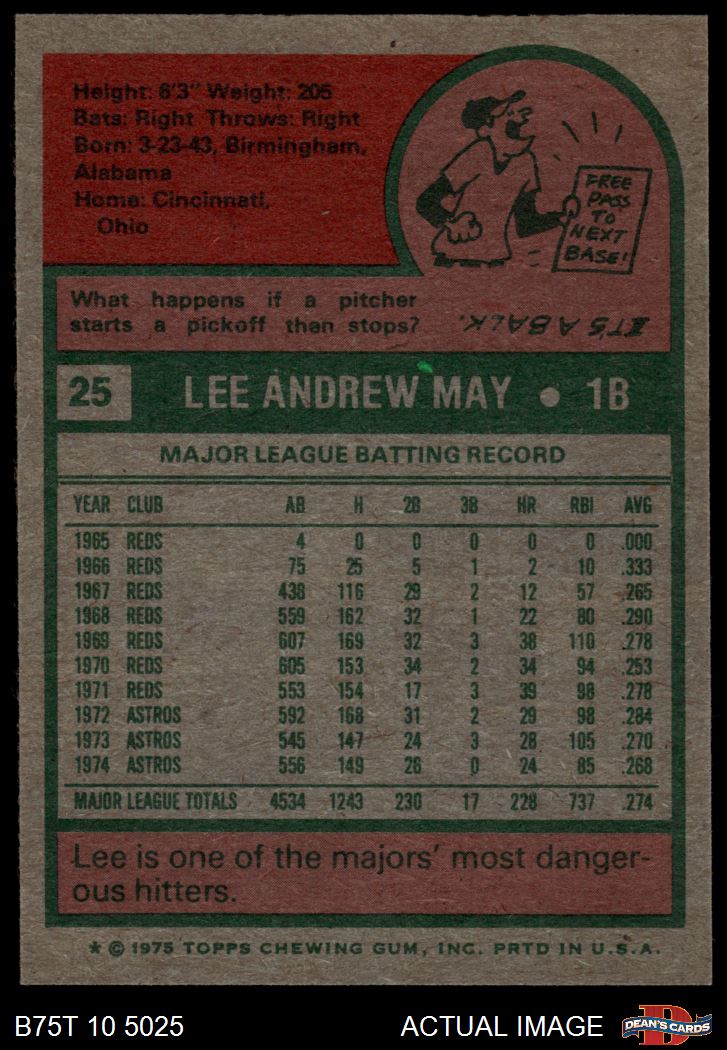 Height: 6'3" Weight: 205
Bats: Right Throws: Right
Born: 3-23-43, Birmingham,
Alabama
Home: Cincinnati,
Ohio
FREE
PASS
TO
NEXT
BASE!
What happens if a pitcher
starts a pickoff then stops?
IT'S A BALK.
25 LEE ANDREW MAY • 1B
MAJOR LEAGUE BATTING RECORD
YEAR CLUB AB H 2B 3B HR RBI AVG
1965 REDS 4 0 0 0 0 0 .000
1966 REDS 75 25 5 1 2 10 .333
1967 REDS 438 116 29 2 12 57 .265
1968 REDS 559 162 32 1 22 80 .290
1969 REDS 607 169 32 3 38 110 .278
1970 REDS 605 153 34 2 34 94 .253
1971 REDS 553 154 17 3 39 98 .278
1972 ASTROS 592 168 31 2 29 98 .284
1973 ASTROS 545 147 24 3 28 105 .270
1974 ASTROS 556 149 26 0 24 85 .268
MAJOR LEAGUE TOTALS 4534 1243 230 17 228 737 .274
Lee is one of the majors' most danger-
ous hitters.
* © 1975 TOPPS CHEWING GUM, INC. PRTD IN U.S.A.
B75T 10 5025 ACTUAL IMAGE D DEAN'S CARDS